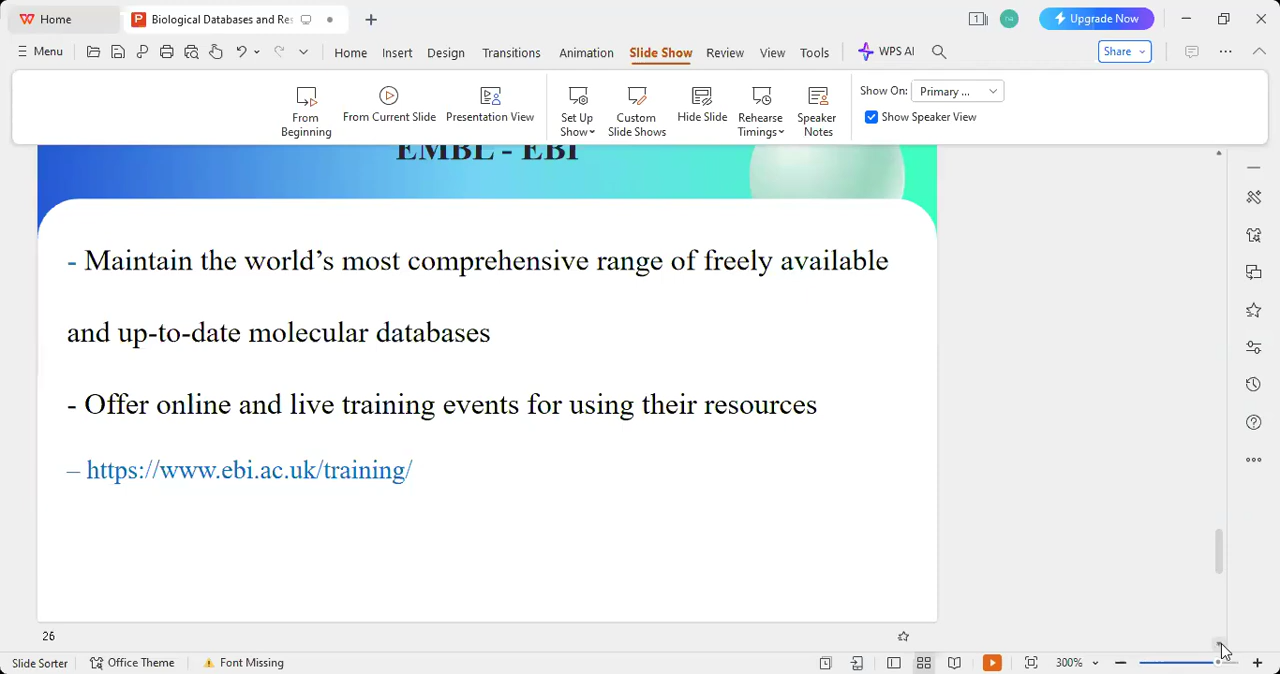 Home
Biological Databases and Res
1
Upgrade Now
Menu
Home Insert Design Transitions Animation Slide Show Review View Tools WPS AI
Share
From Beginning
From Current Slide
Presentation View
Set Up Show
Custom Slide Shows
Hide Slide
Rehearse Timings
Speaker Notes
Show On: Primary ...
Show Speaker View
EMBL - EBI
- Maintain the world’s most comprehensive range of freely available
and up-to-date molecular databases
- Offer online and live training events for using their resources
– https://www.ebi.ac.uk/training/
26
Slide Sorter Office Theme Font Missing 300%